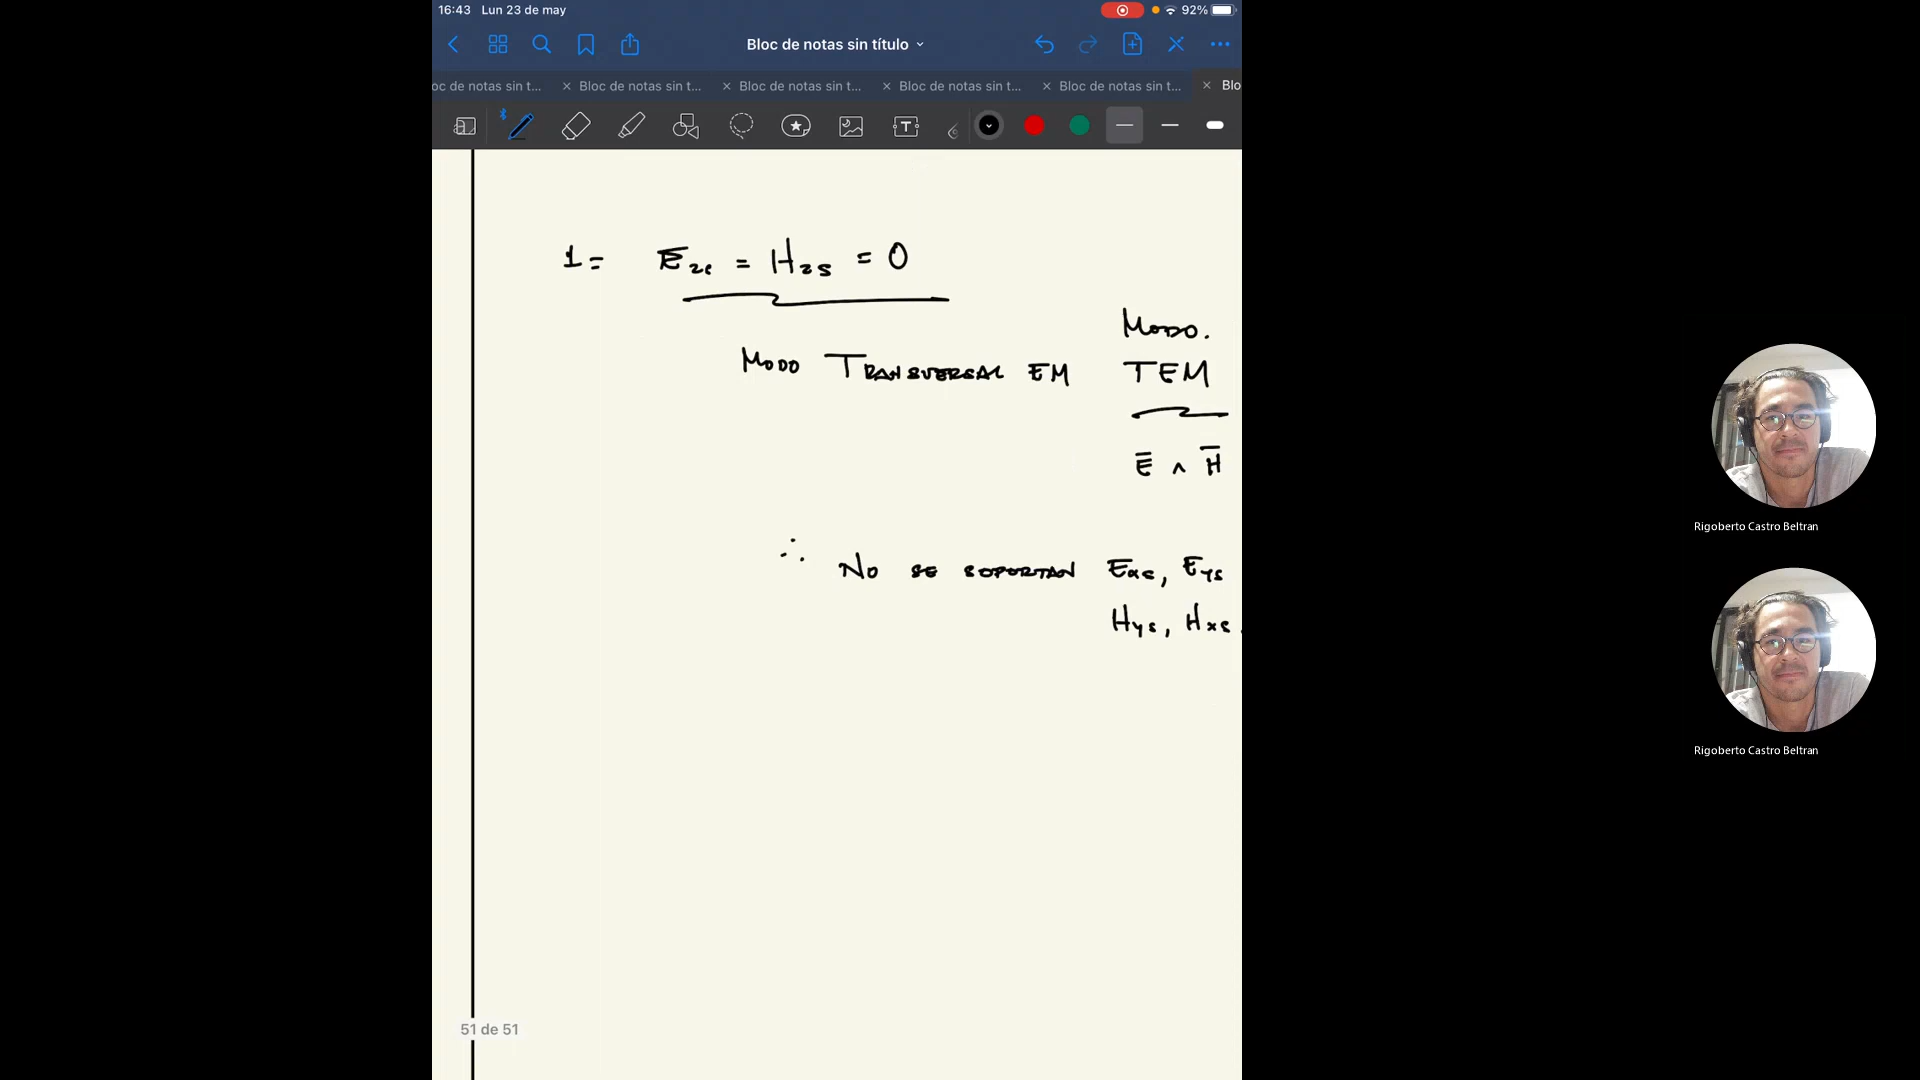 16:43 Lun 23 de may 92%
Bloc de notas sin título
oc de notas sin t... Bloc de notas sin t... Bloc de notas sin t... Bloc de notas sin t... Bloc de notas sin t... Blo
1= Ezs = Hzs = 0
Modo.
Modo Transversal EM TEM
E ∧ H
∴ No se soportan Exs, Eys
Hys, Hxs.
Rigoberto Castro Beltran
Rigoberto Castro Beltran
51 de 51